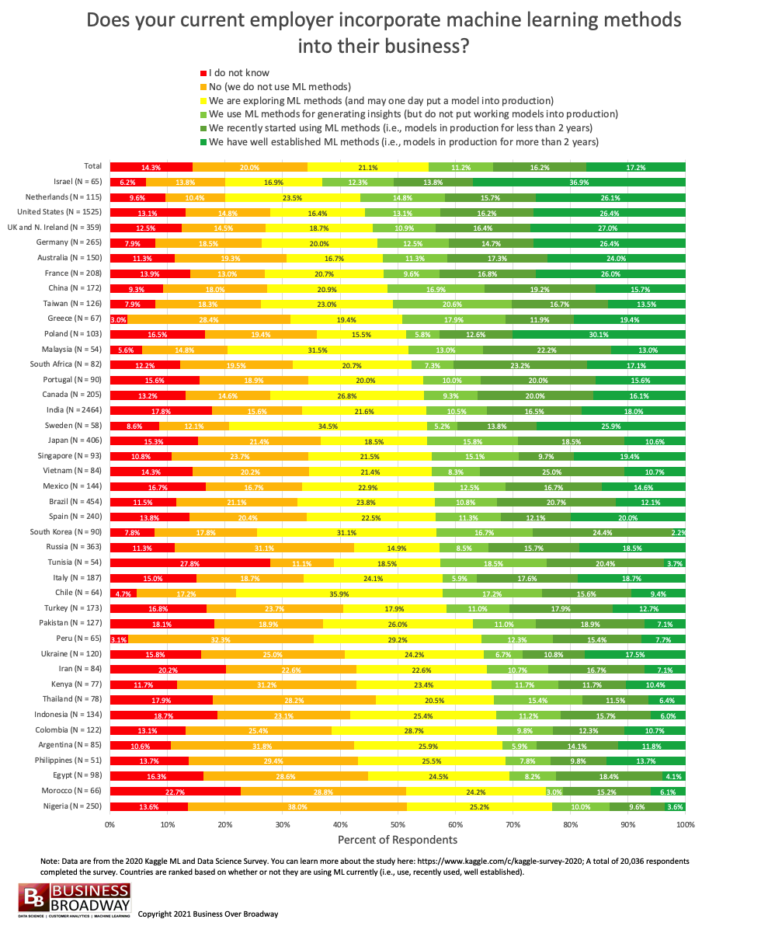 Does your current employer incorporate machine learning methods
into their business?
I do not know
No (we do not use ML methods)
We are exploring ML methods (and may one day put a model into production)
We use ML methods for generating insights (but do not put working models into production)
We recently started using ML methods (i.e., models in production for less than 2 years)
We have well established ML methods (i.e., models in production for more than 2 years)
Total 14.3% 20.0% 21.1% 11.2% 16.2% 17.2%
Israel (N = 65) 6.2% 13.8% 16.9% 12.3% 13.8% 36.9%
Netherlands (N = 115) 9.6% 10.4% 23.5% 14.8% 15.7% 26.1%
United States (N = 1525) 13.1% 14.8% 16.4% 13.1% 16.2% 26.4%
UK and N. Ireland (N = 359) 12.5% 14.5% 18.7% 10.9% 16.4% 27.0%
Germany (N = 265) 7.9% 18.5% 20.0% 12.5% 14.7% 26.4%
Australia (N = 150) 11.3% 19.3% 16.7% 11.3% 17.3% 24.0%
France (N = 208) 13.9% 13.0% 20.7% 9.6% 16.8% 26.0%
China (N = 172) 9.3% 18.0% 20.9% 16.9% 19.2% 15.7%
Taiwan (N = 126) 7.9% 18.3% 23.0% 20.6% 16.7% 13.5%
Greece (N = 67) 3.0% 28.4% 19.4% 17.9% 11.9% 19.4%
Poland (N = 103) 16.5% 19.4% 15.5% 5.8% 12.6% 30.1%
Malaysia (N = 54) 5.6% 14.8% 31.5% 13.0% 22.2% 13.0%
South Africa (N = 82) 12.2% 19.5% 20.7% 7.3% 23.2% 17.1%
Portugal (N = 90) 15.6% 18.9% 20.0% 10.0% 20.0% 15.6%
Canada (N = 205) 13.2% 14.6% 26.8% 9.3% 20.0% 16.1%
India (N = 2464) 17.8% 15.6% 21.6% 10.5% 16.5% 18.0%
Sweden (N = 58) 8.6% 12.1% 34.5% 5.2% 13.8% 25.9%
Japan (N = 406) 15.3% 21.4% 18.5% 15.8% 18.5% 10.6%
Singapore (N = 93) 10.8% 23.7% 21.5% 15.1% 9.7% 19.4%
Vietnam (N = 84) 14.3% 20.2% 21.4% 8.3% 25.0% 10.7%
Mexico (N = 144) 16.7% 16.7% 22.9% 12.5% 16.7% 14.6%
Brazil (N = 454) 11.5% 21.1% 23.8% 10.8% 20.7% 12.1%
Spain (N = 240) 13.8% 20.4% 22.5% 11.3% 12.1% 20.0%
South Korea (N = 90) 7.8% 17.8% 31.1% 16.7% 24.4% 2.2%
Russia (N = 363) 11.3% 31.1% 14.9% 8.5% 15.7% 18.5%
Tunisia (N = 54) 27.8% 11.1% 18.5% 18.5% 20.4% 3.7%
Italy (N = 187) 15.0% 18.7% 24.1% 5.9% 17.6% 18.7%
Chile (N = 64) 4.7% 17.2% 35.9% 17.2% 15.6% 9.4%
Turkey (N = 173) 16.8% 23.7% 17.9% 11.0% 17.9% 12.7%
Pakistan (N = 127) 18.1% 18.9% 26.0% 11.0% 18.9% 7.1%
Peru (N = 65) 3.1% 32.3% 29.2% 12.3% 15.4% 7.7%
Ukraine (N = 120) 15.8% 25.0% 24.2% 6.7% 10.8% 17.5%
Iran (N = 84) 20.2% 22.6% 22.6% 10.7% 16.7% 7.1%
Kenya (N = 77) 11.7% 31.2% 23.4% 11.7% 11.7% 10.4%
Thailand (N = 78) 17.9% 28.2% 20.5% 15.4% 11.5% 6.4%
Indonesia (N = 134) 18.7% 23.1% 25.4% 11.2% 15.7% 6.0%
Colombia (N = 122) 13.1% 25.4% 28.7% 9.8% 12.3% 10.7%
Argentina (N = 85) 10.6% 31.8% 25.9% 5.9% 14.1% 11.8%
Philippines (N = 51) 13.7% 29.4% 25.5% 7.8% 9.8% 13.7%
Egypt (N = 98) 16.3% 28.6% 24.5% 8.2% 18.4% 4.1%
Morocco (N = 66) 22.7% 28.8% 24.2% 3.0% 15.2% 6.1%
Nigeria (N = 250) 13.6% 38.0% 25.2% 10.0% 9.6% 3.6%
0% 10% 20% 30% 40% 50% 60% 70% 80% 90% 100%
Percent of Respondents
Note: Data are from the 2020 Kaggle ML and Data Science Survey. You can learn more about the study here: https://www.kaggle.com/c/kaggle-survey-2020; A total of 20,036 respondents
completed the survey. Countries are ranked based on whether or not they are using ML currently (i.e., use, recently used, well established).
BB BUSINESS
BROADWAY
DATA SCIENCE | CUSTOMER ANALYTICS | MACHINE LEARNING
Copyright 2021 Business Over Broadway